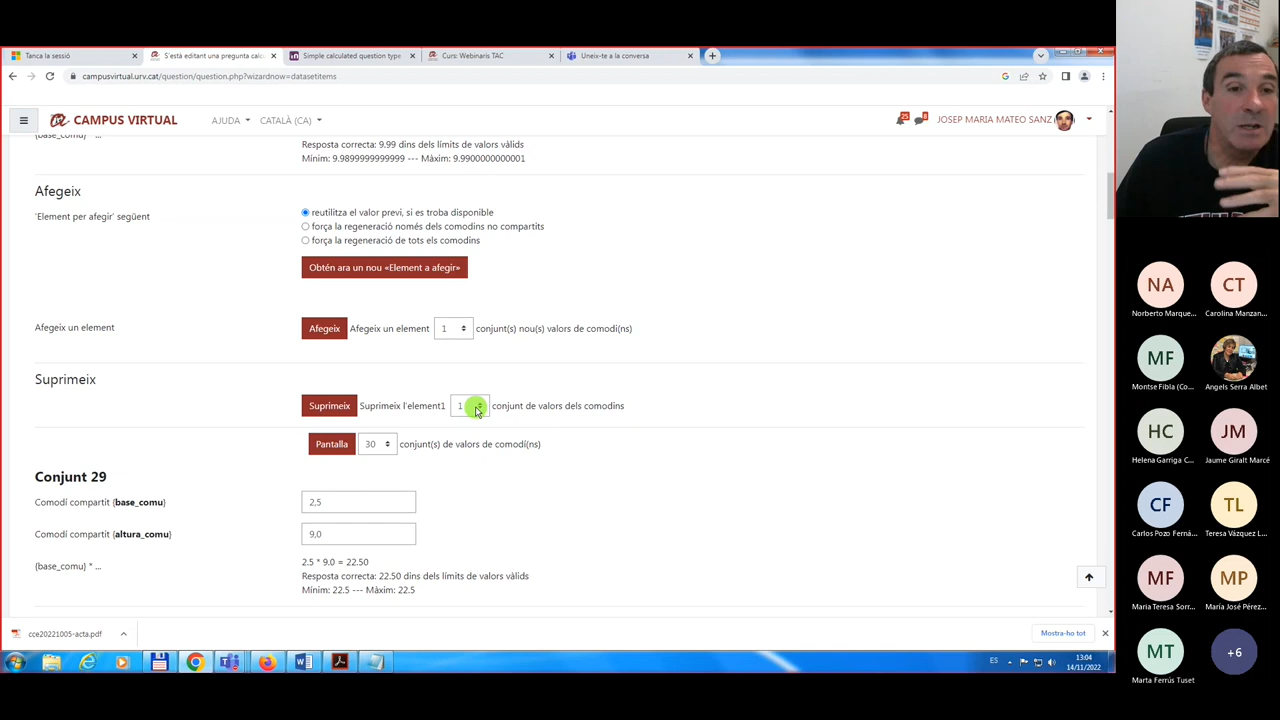 Tanca la sessió
S'està editant una pregunta calc
Simple calculated question type
Curs: Webinaris TAC
Uneix-te a la conversa
campusvirtual.urv.cat/question/question.php?wizardnow=datasetitems
CAMPUS VIRTUAL
AJUDA
CATALÀ (CA)
25
8
JOSEP MARIA MATEO SANZ
{base_comu} * ...
Resposta correcta: 9.99 dins dels límits de valors vàlids
Mínim: 9.9899999999999 --- Màxim: 9.9900000000001
Afegeix
'Element per afegir' següent
reutilitza el valor previ, si es troba disponible
força la regeneració només dels comodins no compartits
força la regeneració de tots els comodins
Obtén ara un nou «Element a afegir»
Afegeix un element
Afegeix
Afegeix un element
1
conjunt(s) nou(s) valors de comodí(ns)
Suprimeix
Suprimeix
Suprimeix l'element1
1
conjunt de valors dels comodins
Pantalla
30
conjunt(s) de valors de comodí(ns)
Conjunt 29
Comodí compartit {base_comu}
2,5
Comodí compartit {altura_comu}
9,0
{base_comu} * ...
2.5 * 9.0 = 22.50
Resposta correcta: 22.50 dins dels límits de valors vàlids
Mínim: 22.5 --- Màxim: 22.5
cce20221005-acta.pdf
Mostra-ho tot
ES
13:04
14/11/2022
NA
Norberto Marque...
CT
Carolina Manzan...
MF
Montse Fibla (Co...
Angels Serra Albet
HC
Helena Garriga C...
JM
Jaume Giralt Marcé
CF
Carlos Pozo Ferná...
TL
Teresa Vázquez L...
MF
Maria Teresa Sorr...
MP
María José Pérez...
MT
Marta Ferrús Tuset
+6